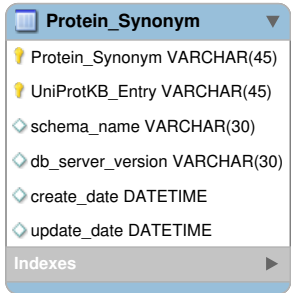 Protein_Synonym
Protein_Synonym VARCHAR(45)
UniProtKB_Entry VARCHAR(45)
schema_name VARCHAR(30)
db_server_version VARCHAR(30)
create_date DATETIME
update_date DATETIME
Indexes